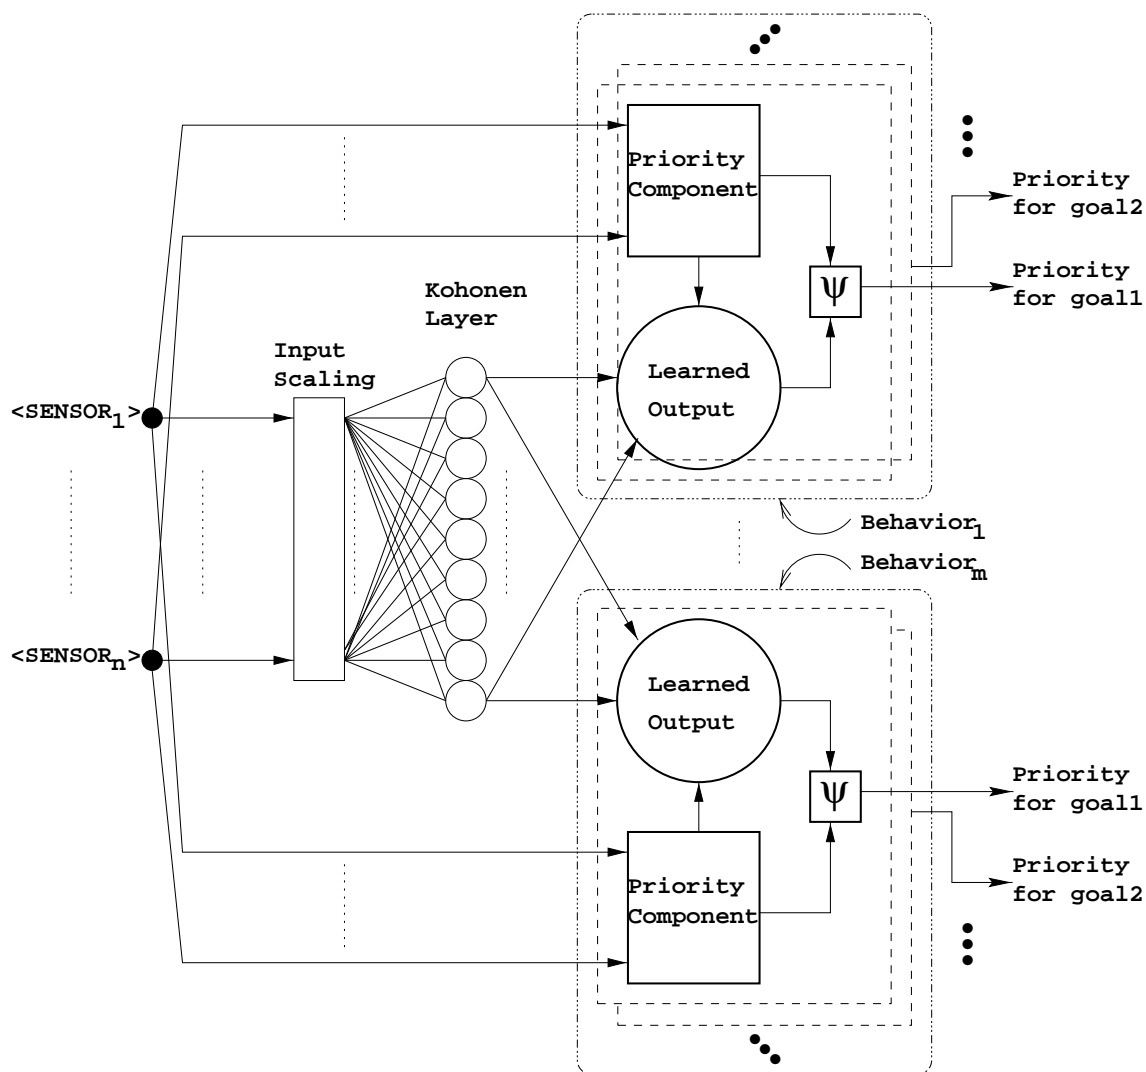 Priority
Component
Priority
for goal2
Ψ
Priority
for goal1
Kohonen
Layer
Input
Scaling
Learned
Output
<SENSOR1>
Behavior1
Behaviorm
<SENSORn>
Learned
Output
Ψ
Priority
for goal1
Priority
Component
Priority
for goal2